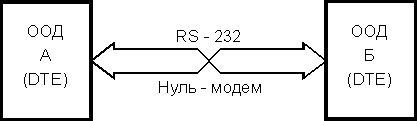 ООД
А
(DTE)
RS - 232
Нуль - модем
ООД
Б
(DTE)